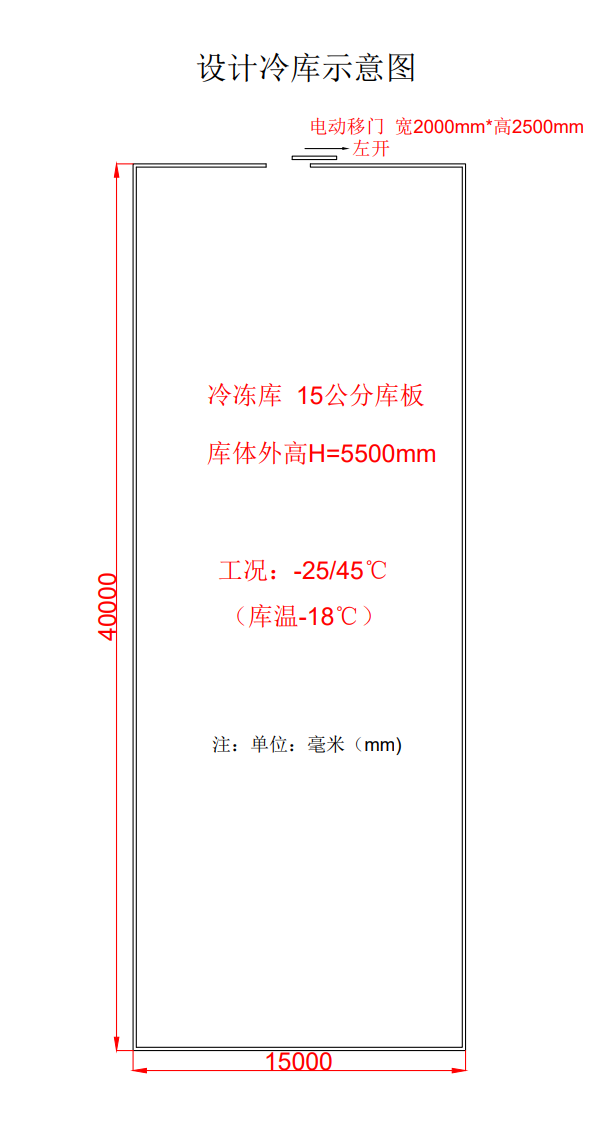 设计冷库示意图
电动移门 宽2000mm*高2500mm
左开
冷冻库 15公分库板
库体外高H=5500mm
工况：-25/45℃
（库温-18℃）
40000
注：单位：毫米（mm)
15000